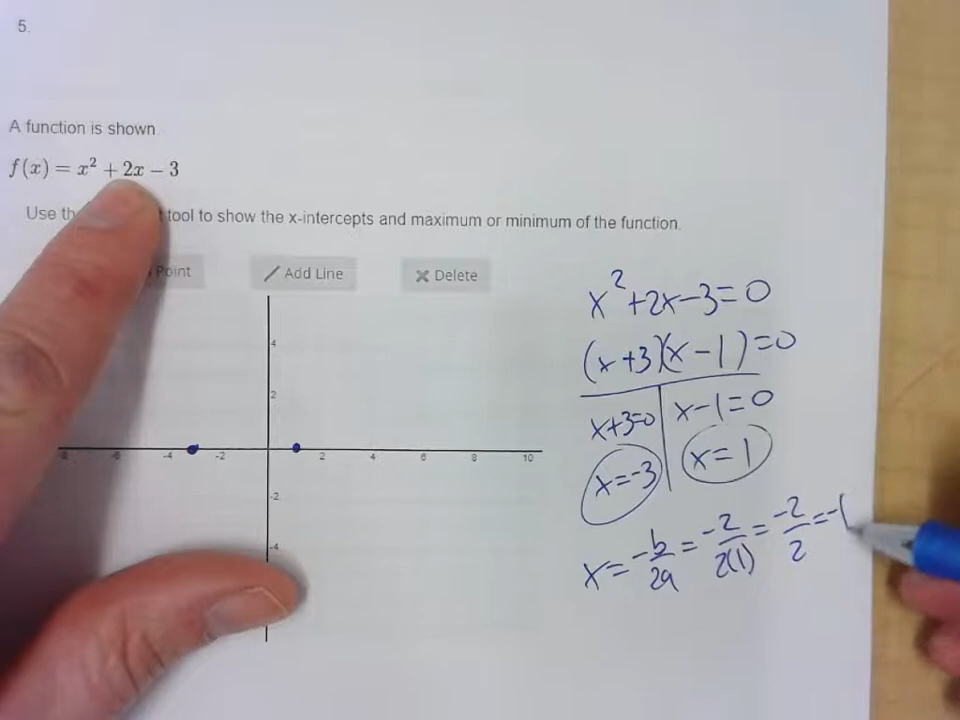 5.
A function is shown.
f(x) = x² + 2x − 3
Use th tool to show the x-intercepts and maximum or minimum of the function.
Point Add Line Delete
4
2
-8 -6 -4 -2 2 4 6 8 10
-2
-4
x²+2x-3=0
(x+3)(x-1)=0
x+3=0 x-1=0
x=-3 x=1
x=-b/2a=-2/2(1)=-2/2=-1